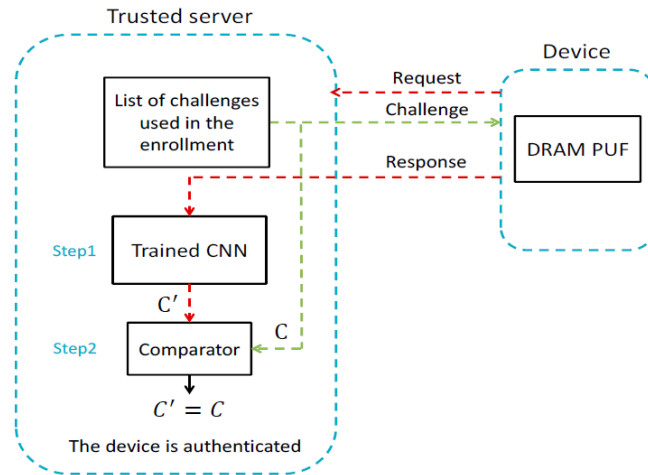 Trusted server
Device
List of challenges
used in the
enrollment
Request
Challenge
DRAM PUF
Response
Step1
Trained CNN
C′
C
Step2
Comparator
C′ = C
The device is authenticated